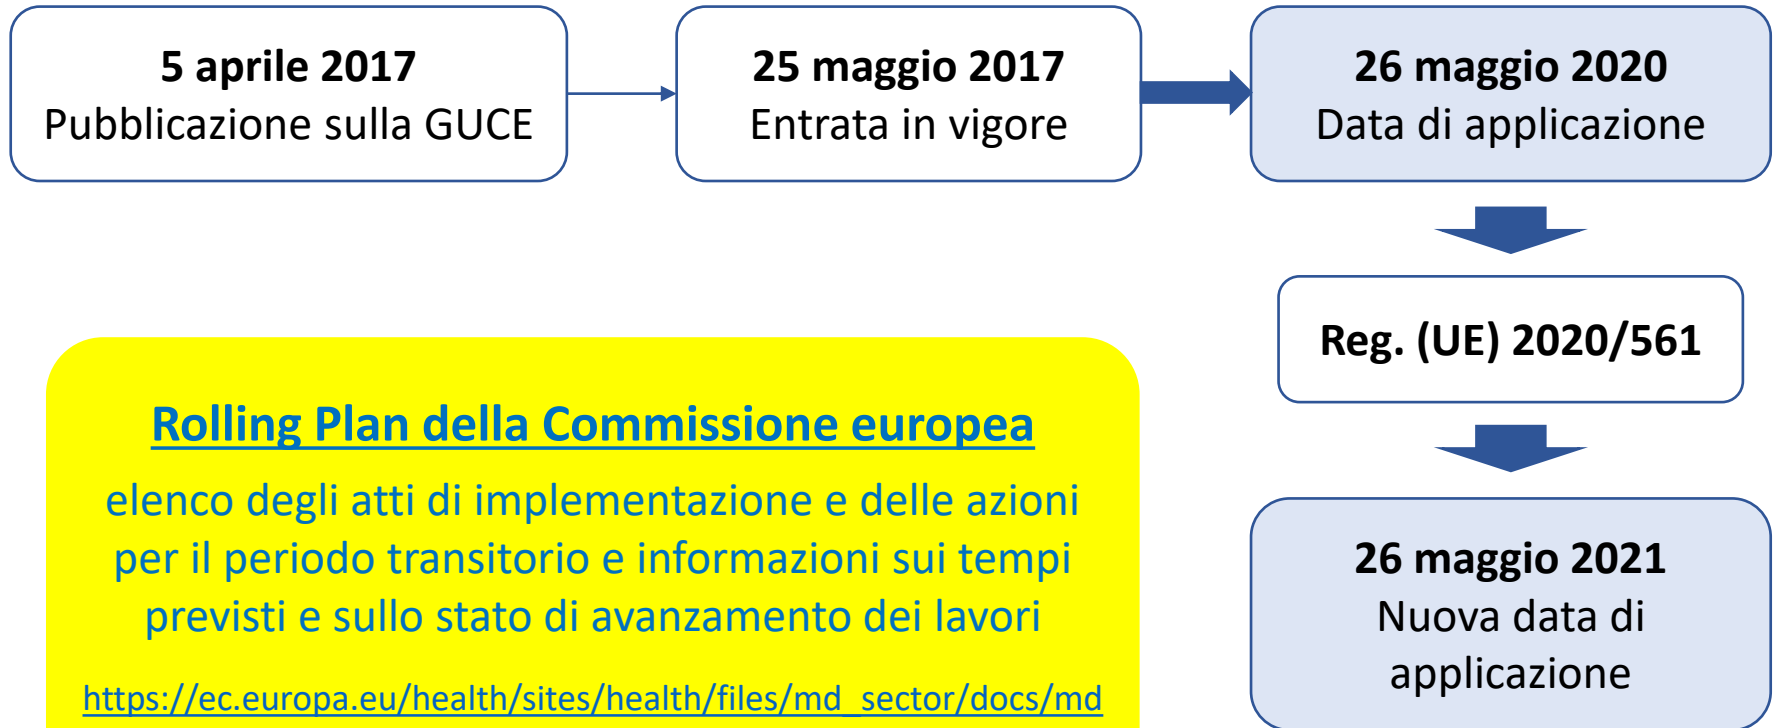 5 aprile 2017
Pubblicazione sulla GUCE
25 maggio 2017
Entrata in vigore
26 maggio 2020
Data di applicazione
Reg. (UE) 2020/561
26 maggio 2021
Nuova data di
applicazione
Rolling Plan della Commissione europea
elenco degli atti di implementazione e delle azioni
per il periodo transitorio e informazioni sui tempi
previsti e sullo stato di avanzamento dei lavori
https://ec.europa.eu/health/sites/health/files/md_sector/docs/md